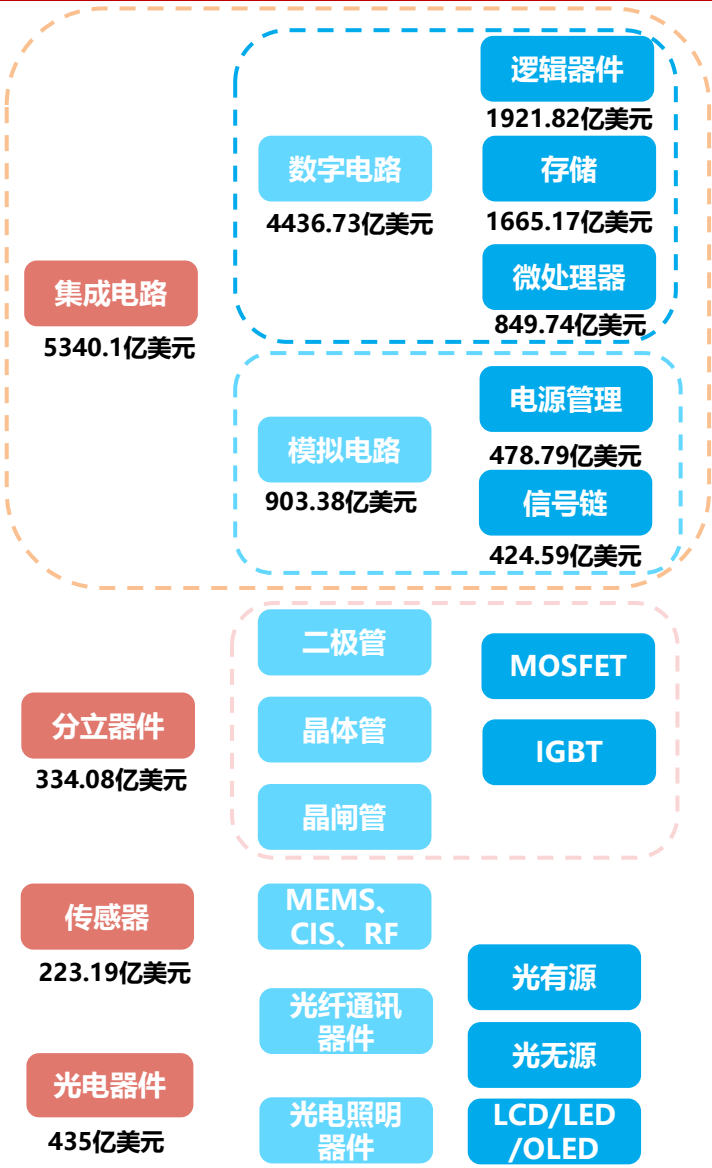 逻辑器件
1921.82亿美元
数字电路
4436.73亿美元
存储
1665.17亿美元
微处理器
849.74亿美元
集成电路
5340.1亿美元
电源管理
478.79亿美元
模拟电路
903.38亿美元
信号链
424.59亿美元
二极管
MOSFET
分立器件
334.08亿美元
晶体管
IGBT
晶闸管
传感器
223.19亿美元
MEMS、
CIS、RF
光纤通讯
器件
光有源
光无源
光电器件
435亿美元
光电照明
器件
LCD/LED
/OLED